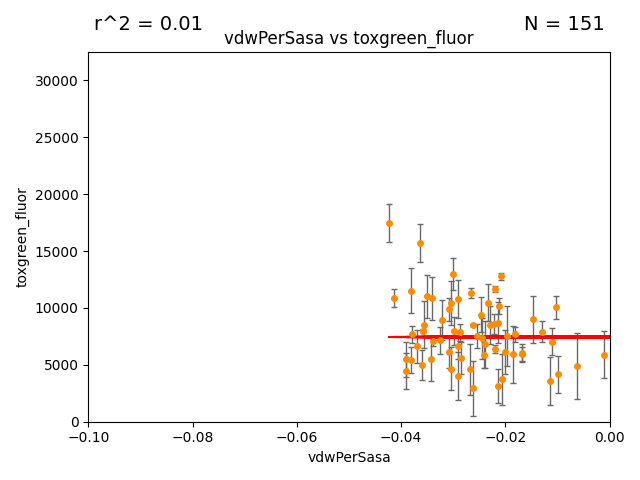 r^2 = 0.01
N = 151
vdwPerSasa vs toxgreen_fluor
30000
25000
20000
15000
10000
5000
0
toxgreen_fluor
−0.10
−0.08
−0.06
−0.04
−0.02
0.00
vdwPerSasa